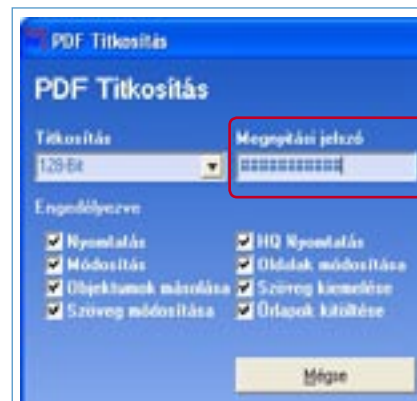 PDF Titkosítás
PDF Titkosítás
Titkosítás Megnyitási jelszó
128-Bit
Engedélyezve
Nyomtatás HQ Nyomtatás
Módosítás Oldalak módosítása
Objektumok másolása Szöveg kiemelése
Szöveg módosítása Űrlapok kitöltése
Mégse